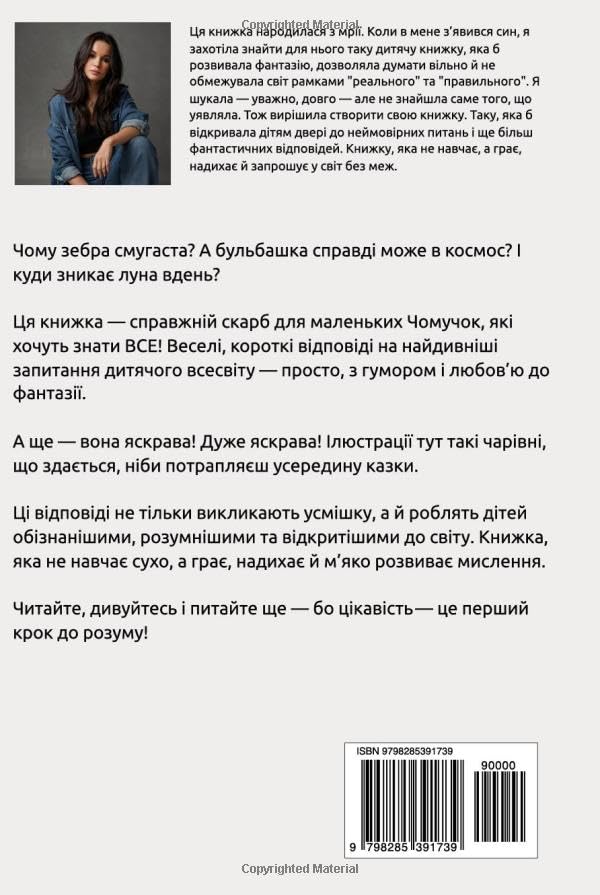 Copyrighted Material
Ця книжка народилася з мрії. Коли в мене з’явився син, я
захотіла знайти для нього таку дитячу книжку, яка б
розвивала фантазію, дозволяла думати вільно й не
обмежувала світ рамками "реального" та "правильного". Я
шукала — уважно, довго — але не знайшла саме того, що
уявляла. Тож вирішила створити свою книжку. Таку, яка б
відкривала дітям двері до неймовірних питань і ще більш
фантастичних відповідей. Книжку, яка не навчає, а грає,
надихає й запрошує у світ без меж.
Чому зебра смугаста? А бульбашка справді може в космос? І
куди зникає луна вдень?
Ця книжка — справжній скарб для маленьких Чомучок, які
хочуть знати ВСЕ! Веселі, короткі відповіді на найдивніші
запитання дитячого всесвіту — просто, з гумором і любов’ю до
фантазії.
А ще — вона яскрава! Дуже яскрава! Ілюстрації тут такі чарівні,
що здається, ніби потрапляєш усередину казки.
Ці відповіді не тільки викликають усмішку, а й роблять дітей
обізнанішими, розумнішими та відкритішими до світу. Книжка,
яка не навчає сухо, а грає, надихає й м’яко розвиває мислення.
Читайте, дивуйтесь і питайте ще — бо цікавість— це перший
крок до розуму!
ISBN 9798285391739
90000
9 798285 391739
Copyrighted Material